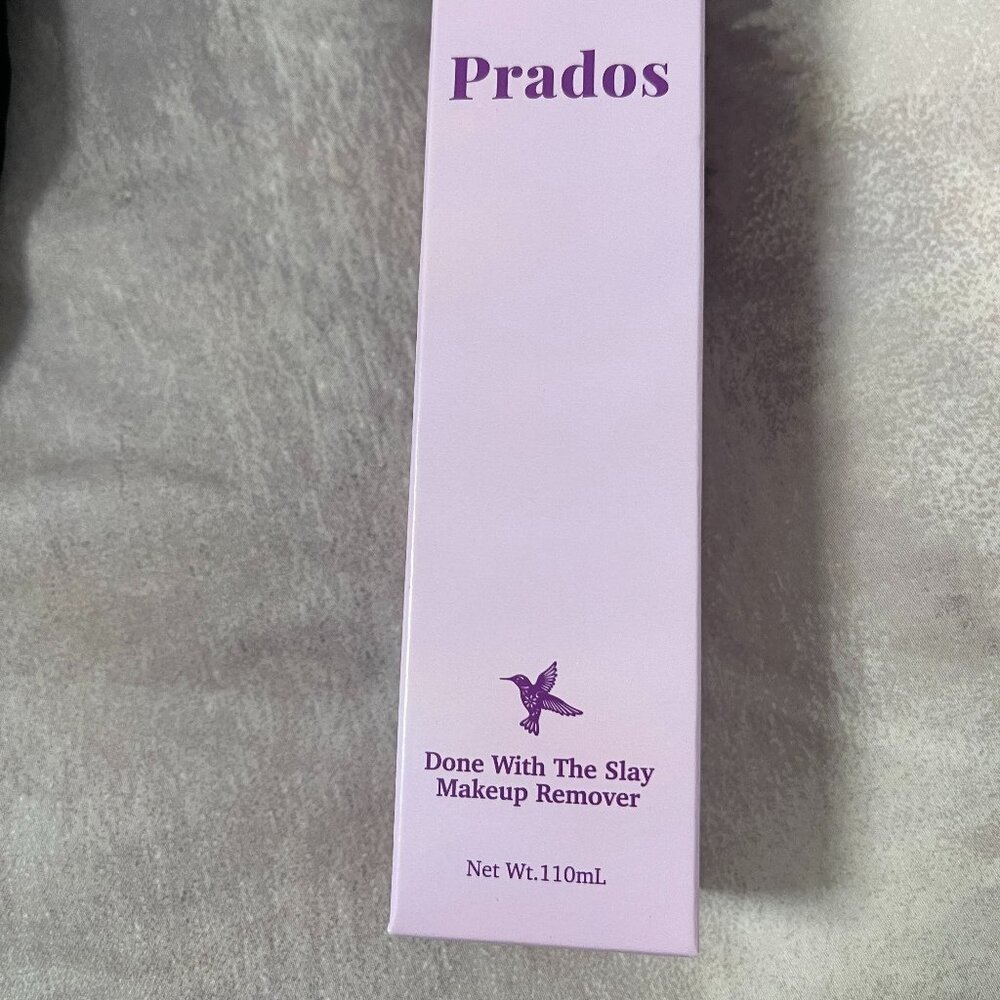 Prados
Done With The Slay
Makeup Remover
Net Wt.110mL